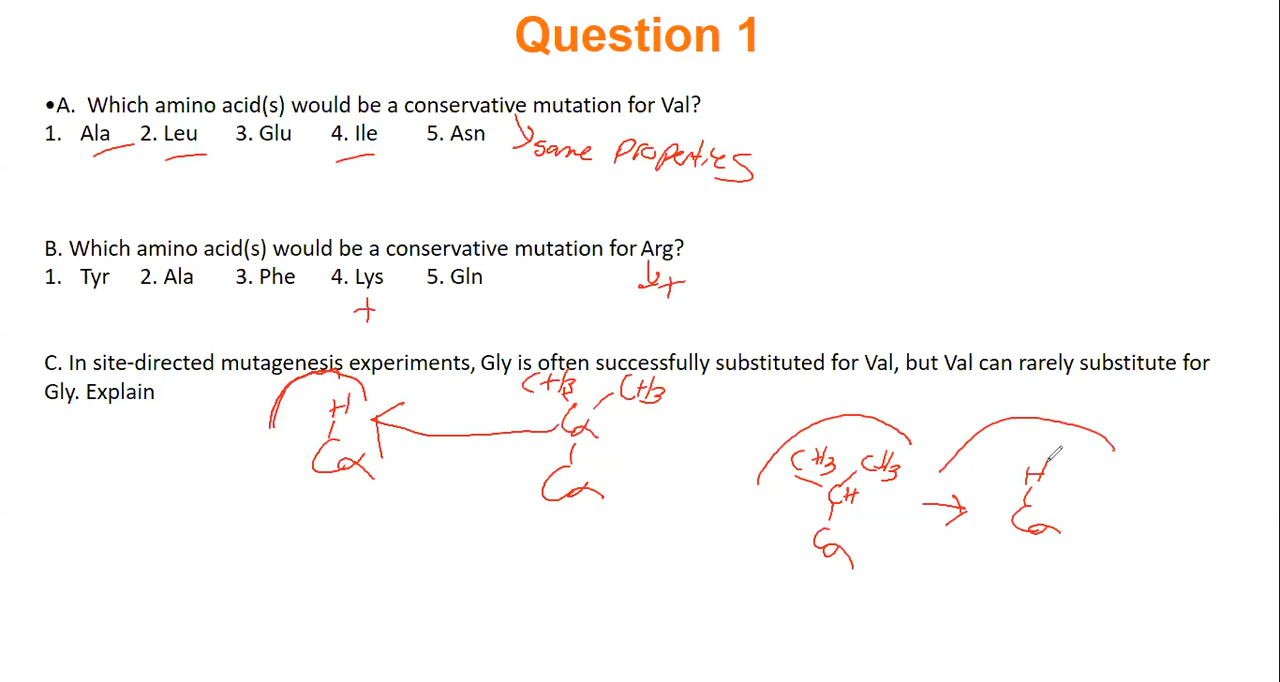 Question 1
•A. Which amino acid(s) would be a conservative mutation for Val?
1. Ala 2. Leu 3. Glu 4. Ile 5. Asn
same properties
B. Which amino acid(s) would be a conservative mutation for Arg?
1. Tyr 2. Ala 3. Phe 4. Lys 5. Gln
+
+
C. In site-directed mutagenesis experiments, Gly is often successfully substituted for Val, but Val can rarely substitute for
Gly. Explain
CH3 CH3
H
Cα
Cα
CH3 CH3
CH
Cα
H
Cα